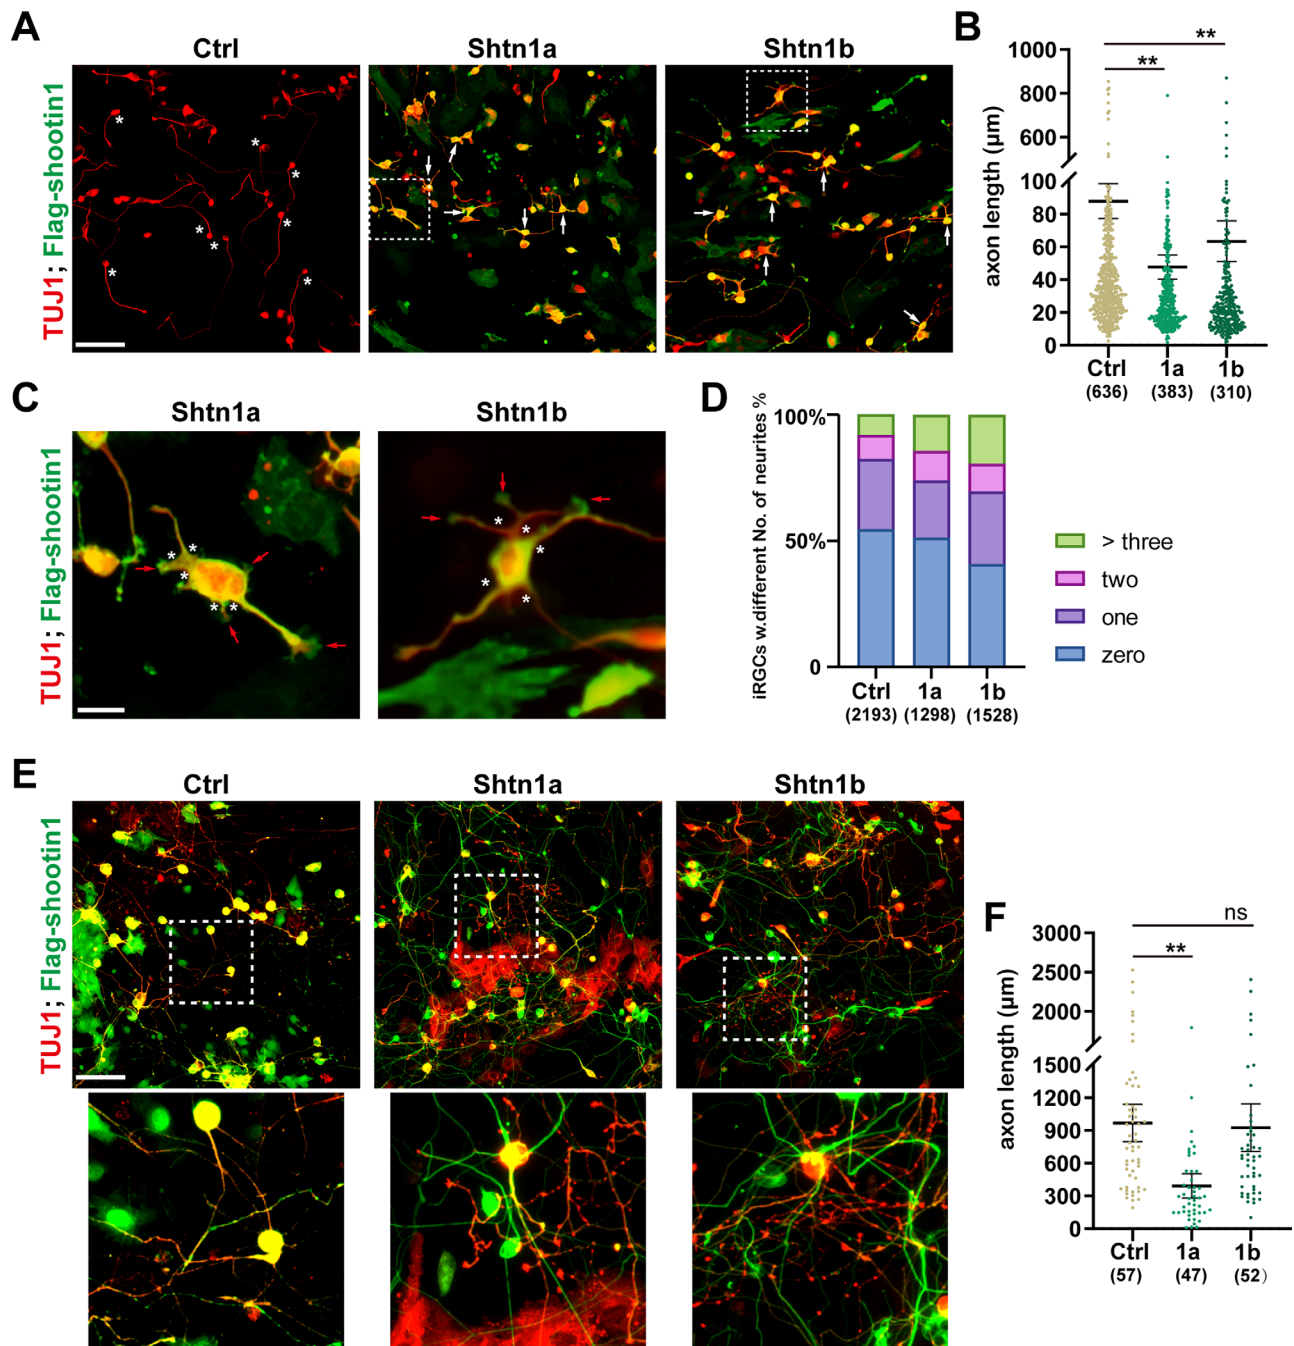 A
Ctrl
Shtn1a
Shtn1b
TUJ1; Flag-shootin1
* * * * * * * *
B
**
**
axon length (μm)
1000
800
600
400
100
80
60
40
20
0
Ctrl 1a 1b
(636) (383) (310)
C
Shtn1a
Shtn1b
TUJ1; Flag-shootin1
* * * * *
* * * * *
D
iRGCs w.different No. of neurites %
100%
50%
0
Ctrl 1a 1b
(2193) (1298) (1528)
> three
two
one
zero
E
Ctrl
Shtn1a
Shtn1b
TUJ1; Flag-shootin1
F
ns
**
axon length (μm)
3000
2500
2000
1500
1200
900
600
300
0
Ctrl 1a 1b
(57) (47) (52)